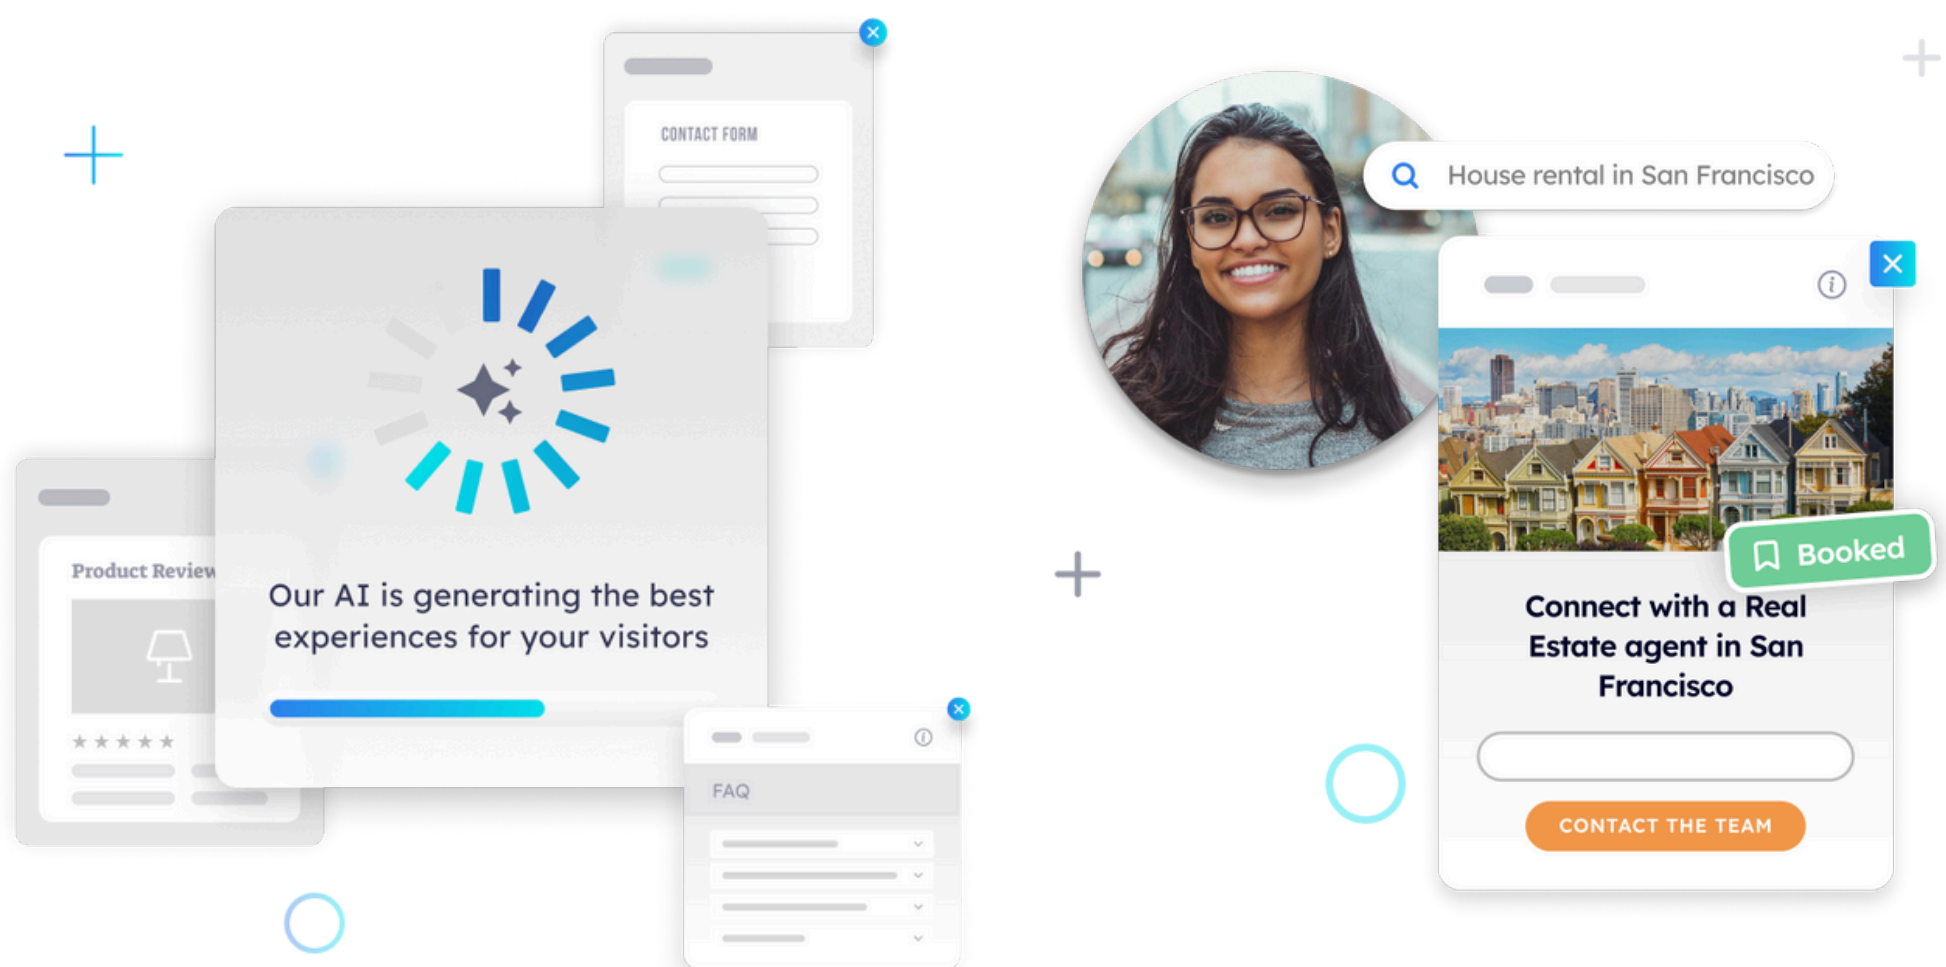 CONTACT FORM
Product Review
Our AI is generating the best
experiences for your visitors
FAQ
House rental in San Francisco
Booked
Connect with a Real
Estate agent in San
Francisco
CONTACT THE TEAM